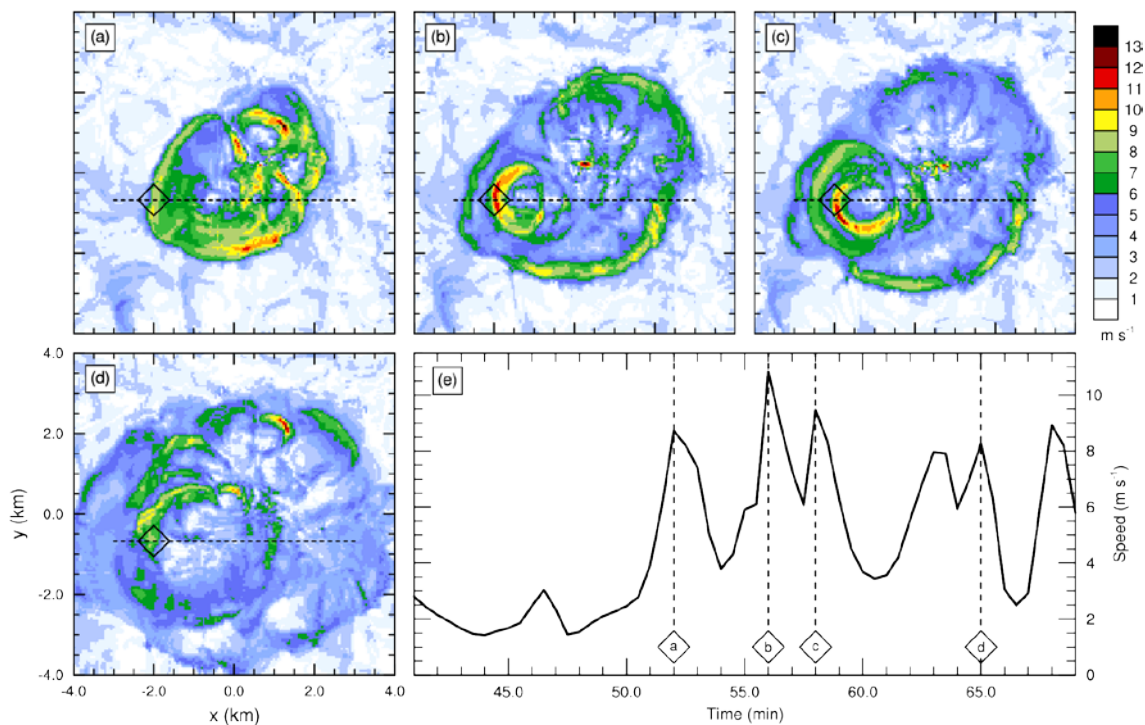 (a)
(b)
(c)
13
12
11
10
9
8
7
6
5
4
3
2
1
m s⁻¹
(d)
4.0
2.0
0.0
-2.0
-4.0
y (km)
-4.0 -2.0 0.0 2.0 4.0
x (km)
(e)
10
8
6
4
2
0
Speed (m s⁻¹)
a b c d
45.0 50.0 55.0 60.0 65.0
Time (min)